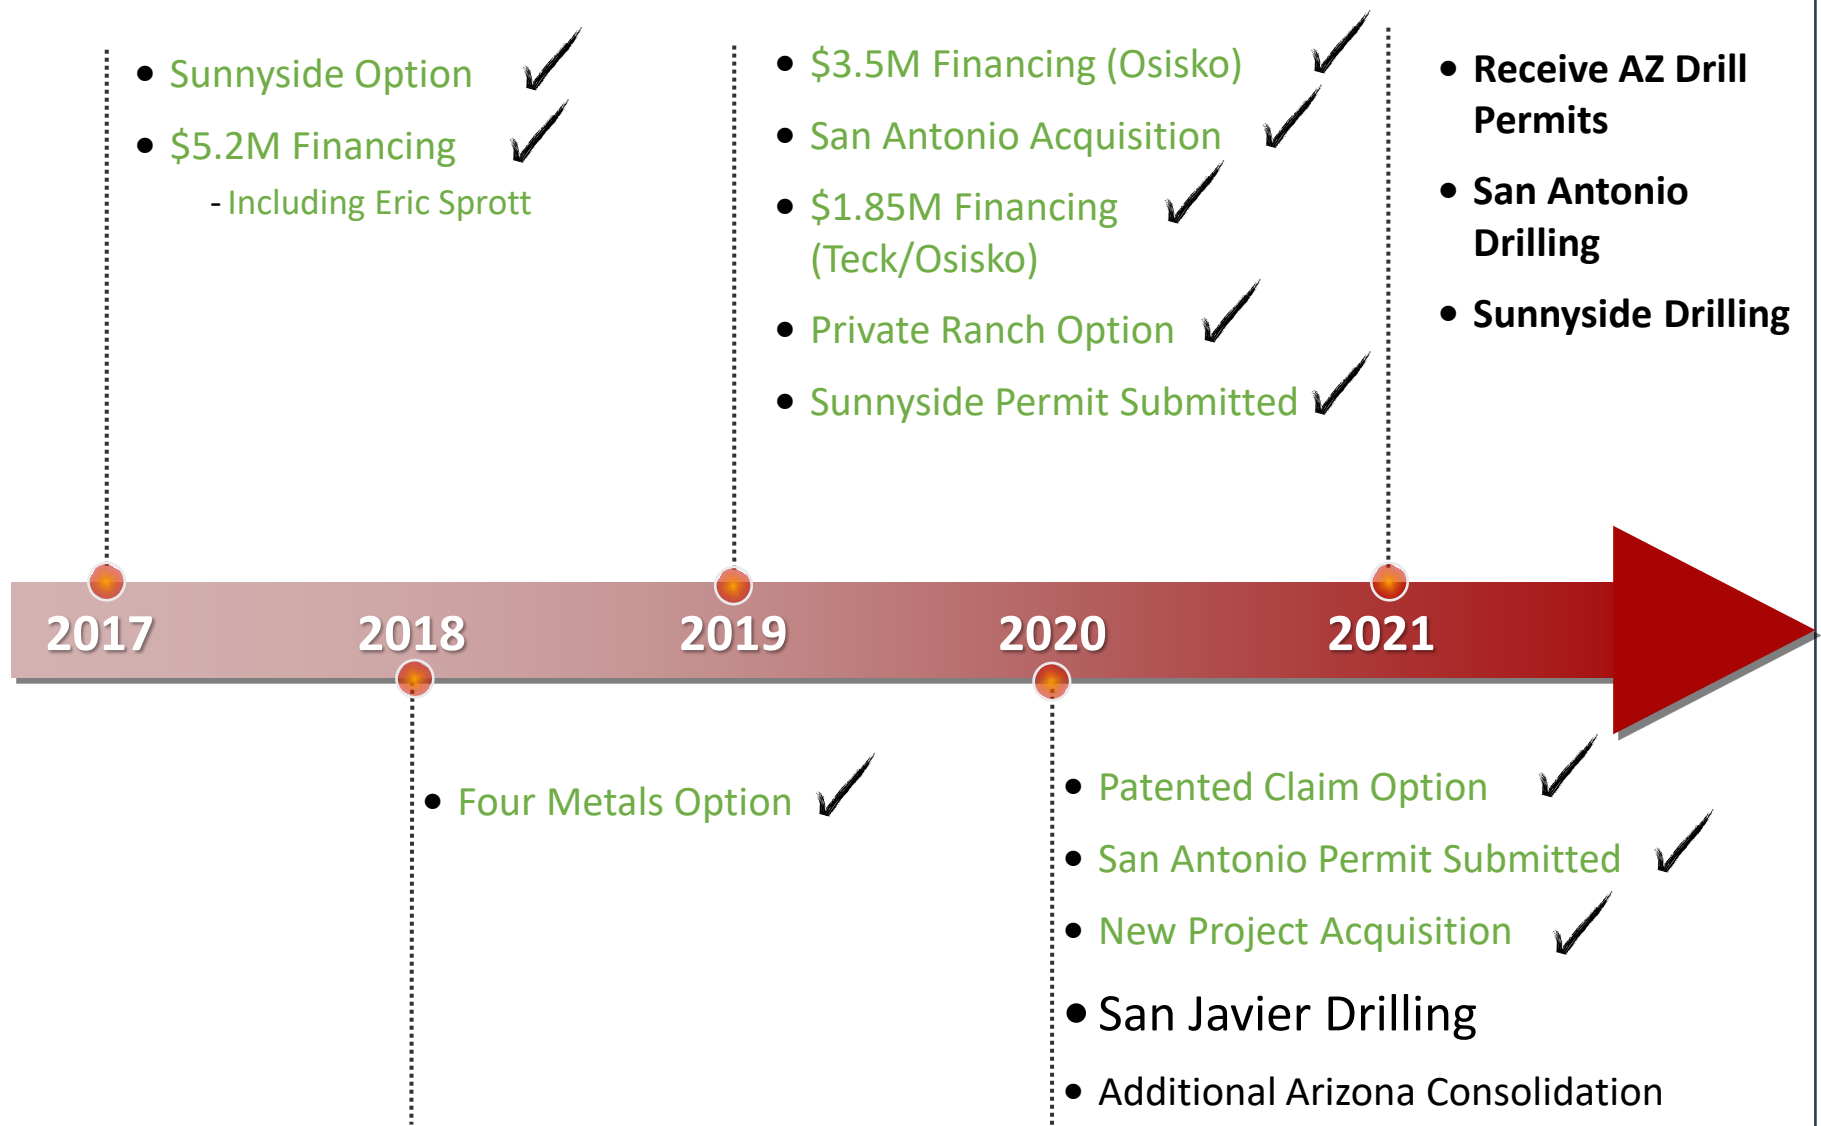 • Sunnyside Option
• $5.2M Financing
- Including Eric Sprott
• $3.5M Financing (Osisko)
• San Antonio Acquisition
• $1.85M Financing
(Teck/Osisko)
• Private Ranch Option
• Sunnyside Permit Submitted
• Receive AZ Drill
Permits
• San Antonio
Drilling
• Sunnyside Drilling
2017
2018
2019
2020
2021
• Four Metals Option
• Patented Claim Option
• San Antonio Permit Submitted
• New Project Acquisition
• San Javier Drilling
• Additional Arizona Consolidation